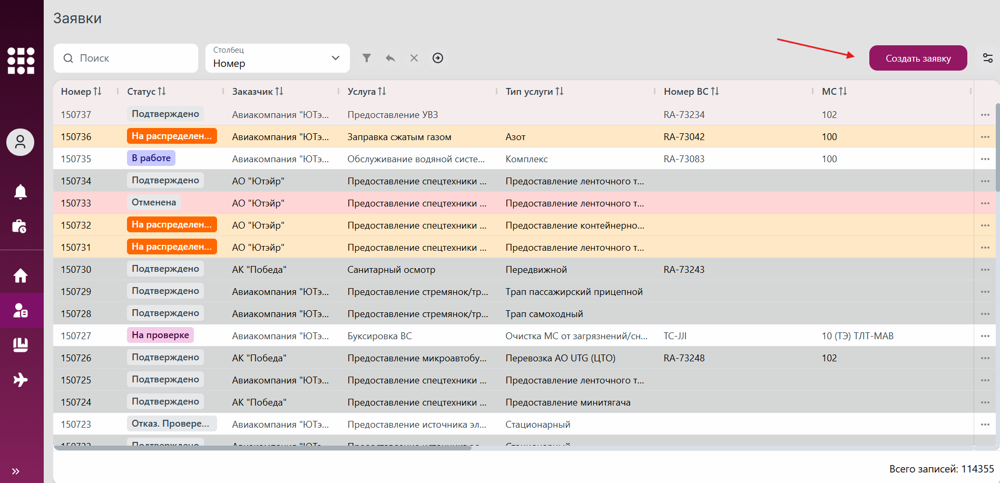 Заявки
Поиск
Столбец
Номер
Создать заявку
Номер Статус Заказчик Услуга Тип услуги Номер ВС МС
150737 Подтверждено Авиакомпания "ЮТэ... Предоставление УВЗ RA-73234 102
150736 На распределен... Авиакомпания "ЮТэ... Заправка сжатым газом Азот RA-73042 100
150735 В работе Авиакомпания "ЮТэ... Обслуживание водяной систе... Комплекс RA-73083 100
150734 Подтверждено АО "Ютэйр" Предоставление спецтехники ... Предоставление ленточного т...
150733 Отменена АО "Ютэйр" Предоставление спецтехники ... Предоставление ленточного т...
150732 На распределен... АО "Ютэйр" Предоставление спецтехники ... Предоставление контейнерно...
150731 На распределен... АО "Ютэйр" Предоставление спецтехники ... Предоставление ленточного т...
150730 Подтверждено АК "Победа" Санитарный осмотр Передвижной RA-73243
150729 Подтверждено Авиакомпания "ЮТэ... Предоставление стремянок/тр... Трап пассажирский прицепной
150728 Подтверждено Авиакомпания "ЮТэ... Предоставление стремянок/тр... Трап самоходный
150727 На проверке Авиакомпания "ЮТэ... Буксировка ВС Очистка МС от загрязнений/сн... TC-JJI 10 (ТЭ) ТЛТ-МАВ
150726 Подтверждено АК "Победа" Предоставление микроавтобу... Перевозка АО UTG (ЦТО) RA-73248 102
150725 Подтверждено Авиакомпания "ЮТэ... Предоставление спецтехники ... Предоставление ленточного т...
150724 Подтверждено АК "Победа" Предоставление спецтехники ... Предоставление минитягача
150723 Отказ. Провере... Авиакомпания "ЮТэ... Предоставление источника эл... Стационарный
150722 Подтверждено Авиакомпания "ЮТэ... Предоставление источника эл... Стационарный
Всего записей: 114355